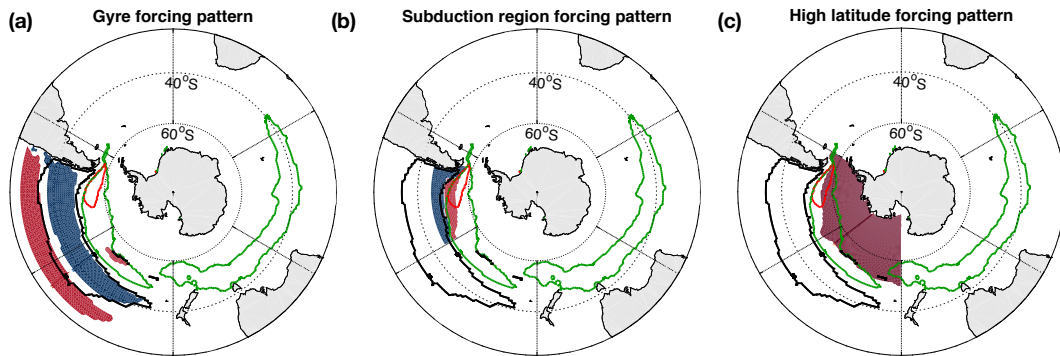 (a) Gyre forcing pattern
40°S
60°S
(b) Subduction region forcing pattern
40°S
60°S
(c) High latitude forcing pattern
40°S
60°S